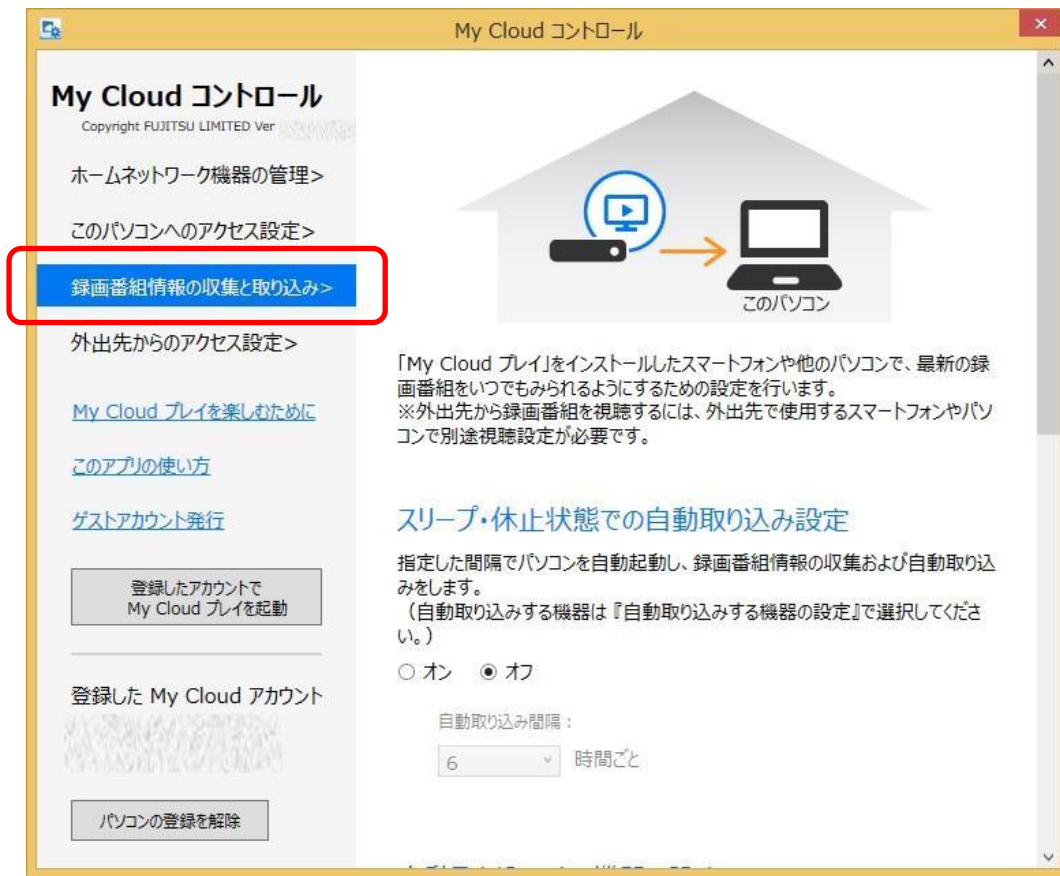 My Cloud コントロール
My Cloud コントロール
Copyright FUJITSU LIMITED Ver
ホームネットワーク機器の管理>
このパソコンへのアクセス設定>
録画番組情報の収集と取り込み>
外出先からのアクセス設定>
My Cloud プレイを楽しむために
このアプリの使い方
ゲストアカウント発行
登録したアカウントで
My Cloud プレイを起動
登録した My Cloud アカウント
パソコンの登録を解除
このパソコン
「My Cloud プレイ」をインストールしたスマートフォンや他のパソコンで、最新の録
画番組をいつでもみられるようにするための設定を行います。
※外出先から録画番組を視聴するには、外出先で使用するスマートフォンやパソ
コンで別途視聴設定が必要です。
スリープ・休止状態での自動取り込み設定
指定した間隔でパソコンを自動起動し、録画番組情報の収集および自動取り込
みをします。
（自動取り込みする機器は『自動取り込みする機器の設定』で選択してくださ
い。）
オン オフ
自動取り込み間隔：
6 時間ごと